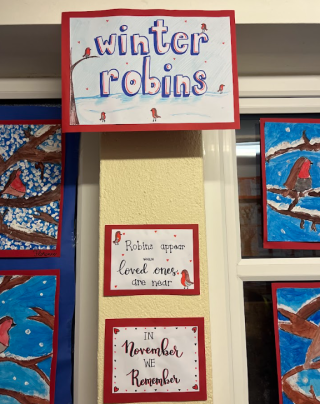 winter
robins
Robins appear
when
loved ones
are near
IN
November
WE
Remember